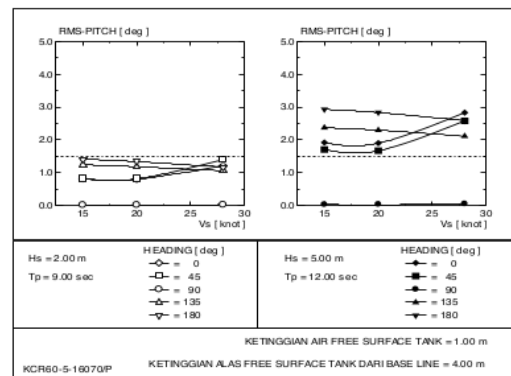 RMS-PITCH [ deg ]
5.0
4.0
3.0
2.0
1.0
0.0
15
20
25
30
Vs [ knot ]
RMS-PITCH [ deg ]
5.0
4.0
3.0
2.0
1.0
0.0
15
20
25
30
Vs [ knot ]
Hs = 2.00 m
Tp = 9.00 sec
HEADING [ deg ]
= 0
= 45
= 90
= 135
= 180
Hs = 5.00 m
Tp = 12.00 sec
HEADING [ deg ]
= 0
= 45
= 90
= 135
= 180
KETINGGIAN AIR FREE SURFACE TANK = 1.00 m
KCR60-5-16070/P
KETINGGIAN ALAS FREE SURFACE TANK DARI BASE LINE = 4.00 m